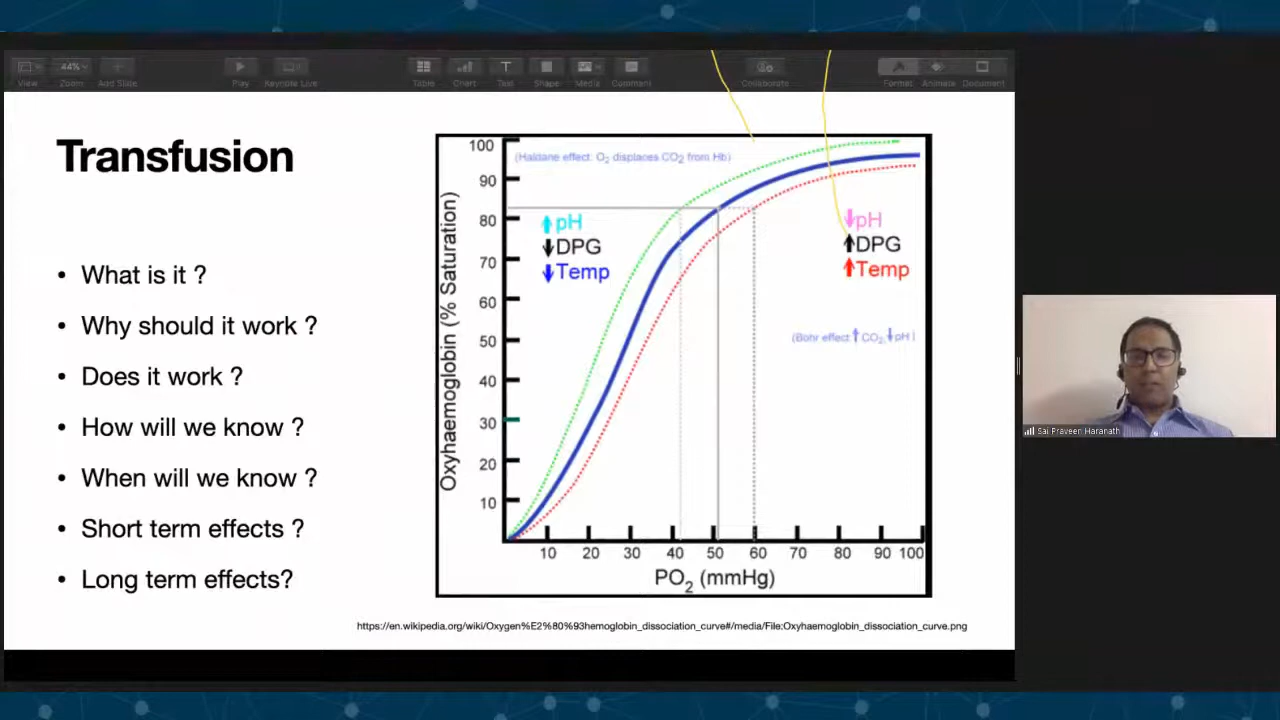 View
44%
Zoom
Add Slide
Play
Keynote Live
Table
Chart
Text
Shape
Media
Comment
Collaborate
Format
Animate
Document
Transfusion
• What is it ?
• Why should it work ?
• Does it work ?
• How will we know ?
• When will we know ?
• Short term effects ?
• Long term effects?
Oxyhaemoglobin (% Saturation)
100
90
80
70
60
50
40
30
20
10
(Haldane effect: O₂ displaces CO₂ from Hb)
↑pH
↓DPG
↓Temp
↓pH
↑DPG
↑Temp
(Bohr effect ↑ CO₂, ↓ pH )
10 20 30 40 50 60 70 80 90 100
PO₂ (mmHg)
https://en.wikipedia.org/wiki/Oxygen%E2%80%93hemoglobin_dissociation_curve#/media/File:Oxyhaemoglobin_dissociation_curve.png
Sai Praveen Haranath